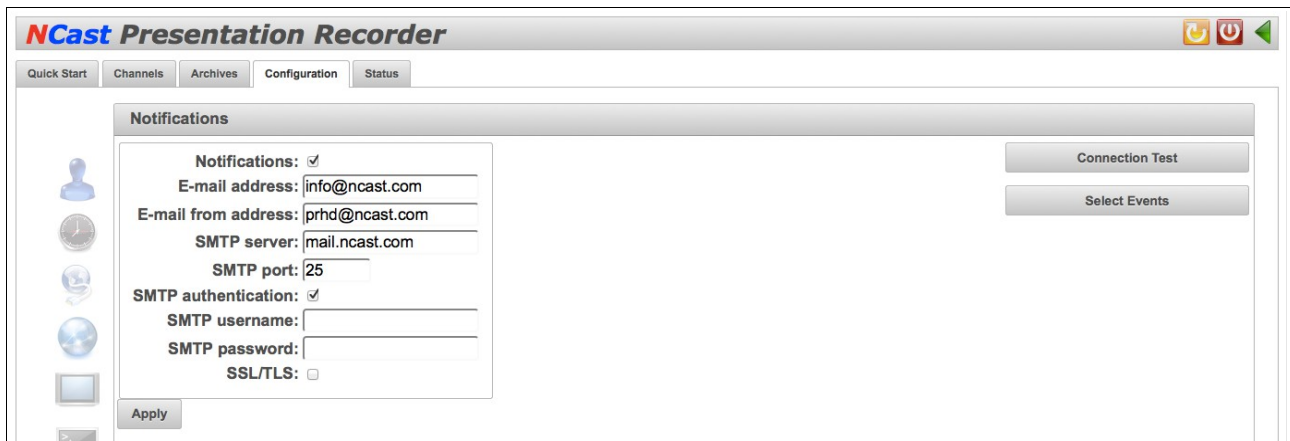 NCast Presentation Recorder
Quick Start Channels Archives Configuration Status
Notifications
Notifications:
E-mail address: info@ncast.com
E-mail from address: prhd@ncast.com
SMTP server: mail.ncast.com
SMTP port: 25
SMTP authentication:
SMTP username:
SMTP password:
SSL/TLS:
Apply
Connection Test
Select Events